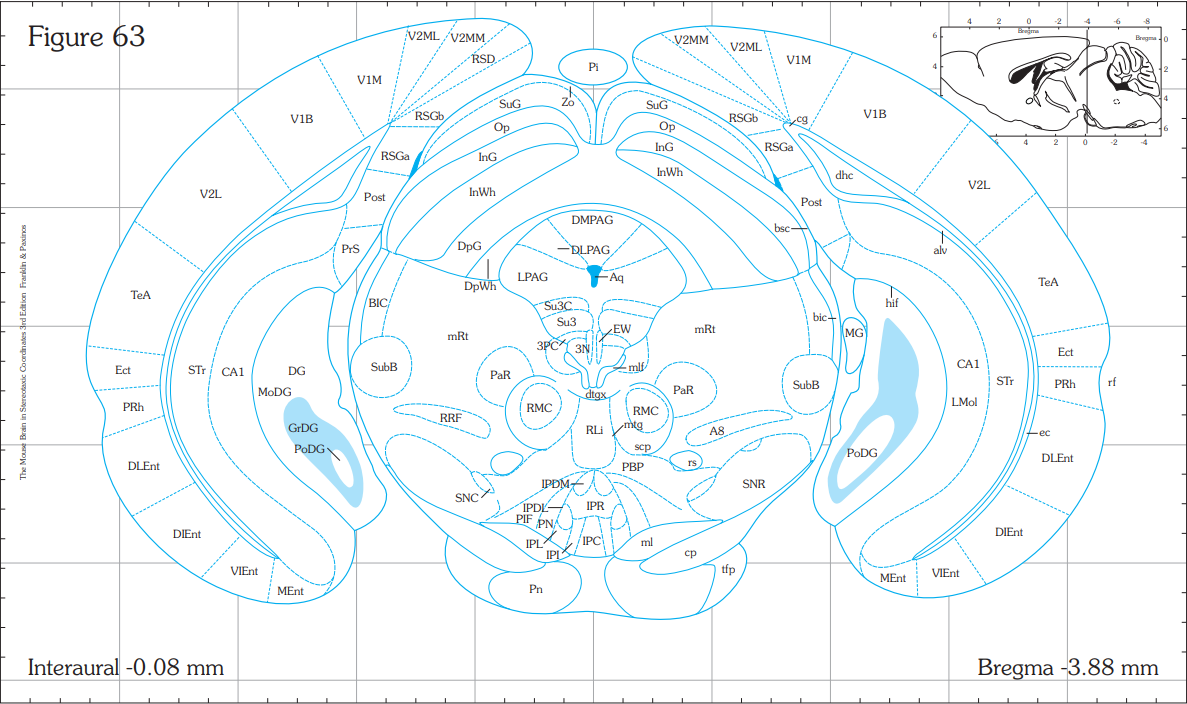 Figure 63
V2ML
V2MM
RSD
V1M
V1B
V2L
RSGb
RSGa
Post
PrS
TeA
Ect
PRh
DLEnt
DIEnt
VIEnt
MEnt
STr
CA1
DG
MoDG
GrDG
PoDG
SuG
Op
InG
InWh
DpG
DpWh
BIC
SubB
Zo
Pi
V2MM
V2ML
V1M
V1B
V2L
SuG
Op
InG
InWh
RSGb
cg
RSGa
dhc
Post
bsc
alv
TeA
DMPAG
DLPAG
LPAG
Aq
Su3C
Su3
EW
3PC
3N
mlf
dtgx
mRt
mRt
PaR
PaR
RMC
RMC
mtg
RRF
RLi
scp
A8
PBP
rs
SNC
SNR
IPDM
IPDL
IPR
PIF
PN
IPL
IPI
IPC
ml
cp
tfp
Pn
bic
MG
hif
SubB
CA1
STr
LMol
PoDG
Ect
PRh
rf
ec
DLEnt
DIEnt
VIEnt
MEnt
4 2 0 -2 -4 -6 -8
Bregma
Bregma
6
4
0
2
4
6
6 4 2 0 -2 -4
The Mouse Brain in Stereotaxic Coordinates 3rd Edition Franklin & Paxinos
Interaural -0.08 mm
Bregma -3.88 mm